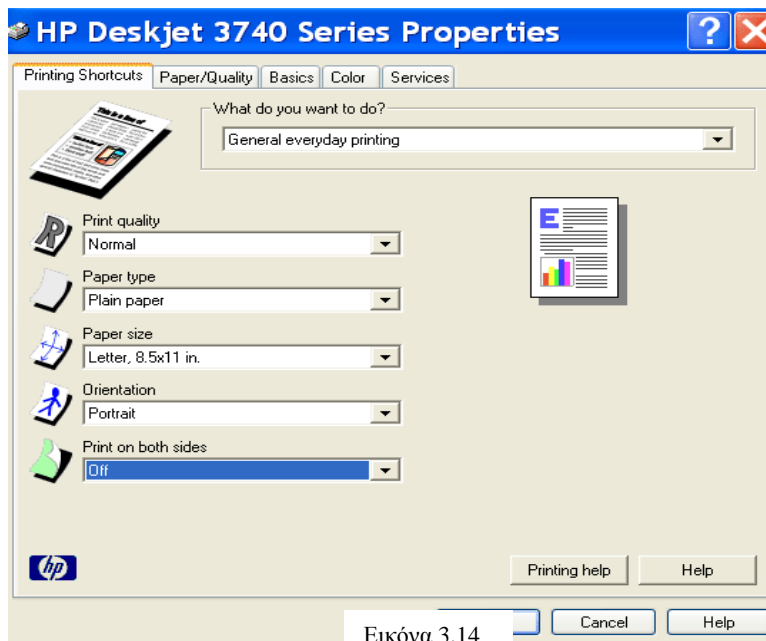 HP Deskjet 3740 Series Properties
?
Printing Shortcuts Paper/Quality Basics Color Services
What do you want to do?
General everyday printing
Print quality
Normal
Paper type
Plain paper
Paper size
Letter, 8.5x11 in.
Orientation
Portrait
Print on both sides
Off
hp
Printing help Help
Cancel Help
Εικόνα 3.14